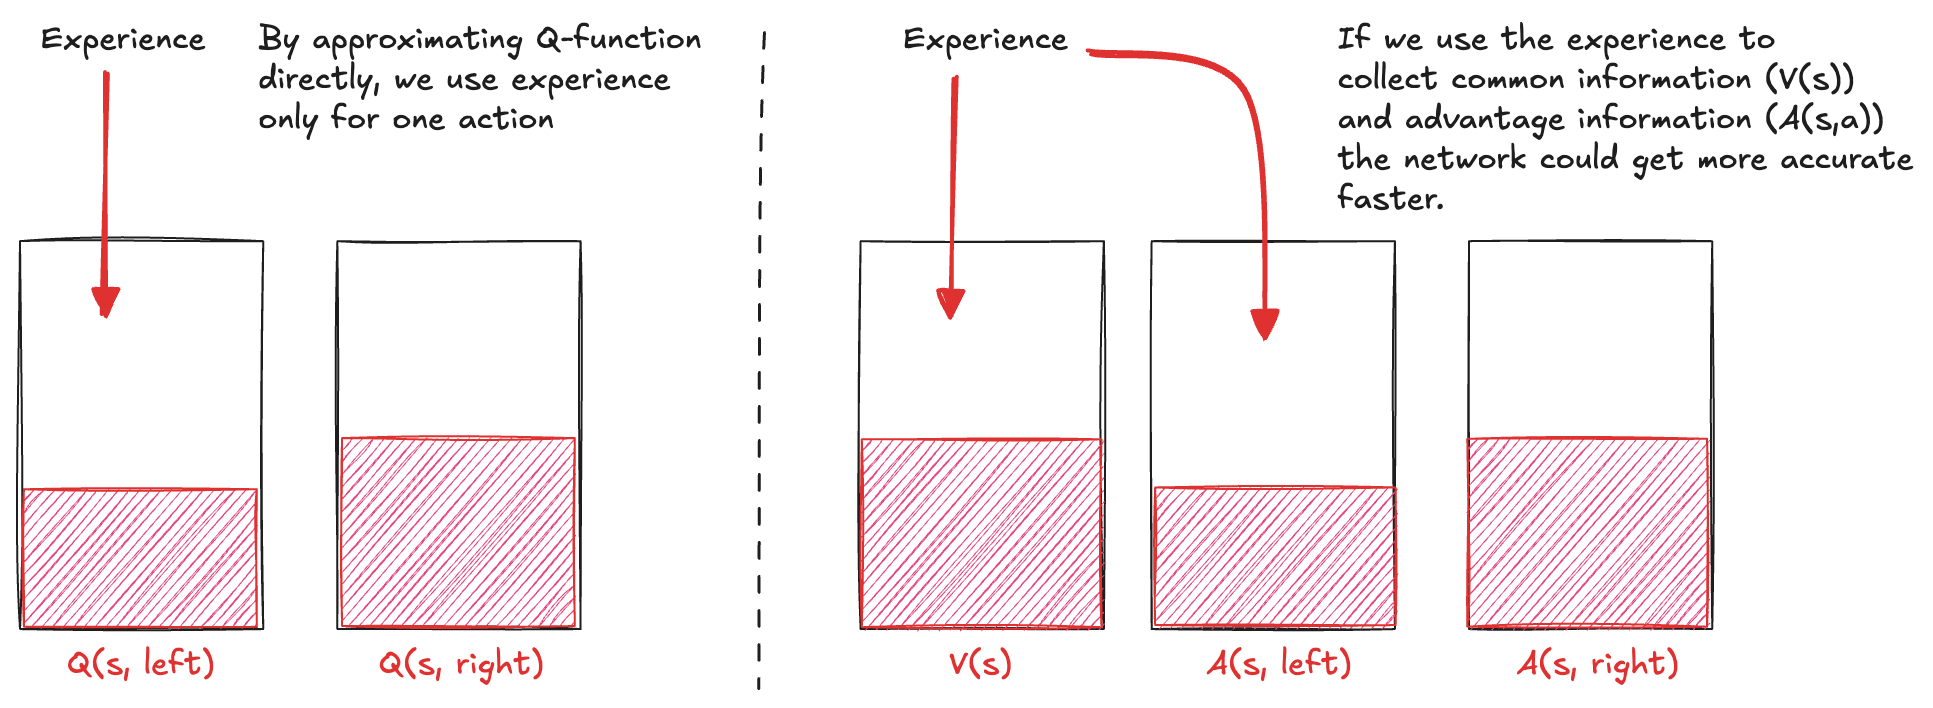 Experience
By approximating Q-function
directly, we use experience
only for one action
Q(s, left)
Q(s, right)
Experience
If we use the experience to
collect common information (V(s))
and advantage information (A(s,a))
the network could get more accurate
faster.
V(s)
A(s, left)
A(s, right)